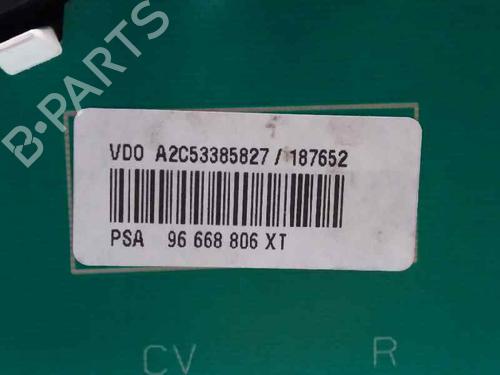 B-PARTS
VDO A2C53385827 / 187652
PSA 96 668 806 XT
CV R